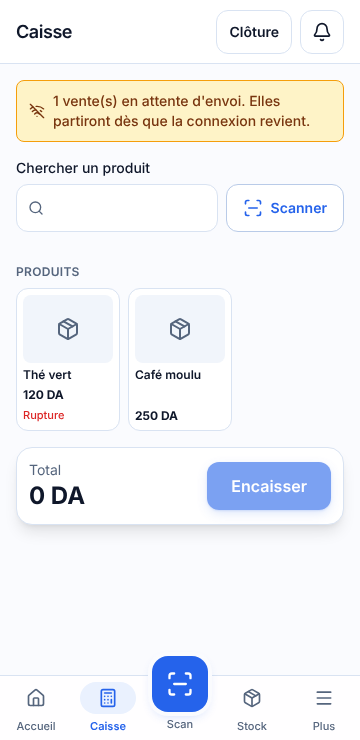 Caisse
Clôture
1 vente(s) en attente d'envoi. Elles
partiront dès que la connexion revient.
Chercher un produit
Scanner
PRODUITS
Thé vert
120 DA
Rupture
Café moulu
250 DA
Total
0 DA
Encaisser
Accueil
Caisse
Scan
Stock
Plus